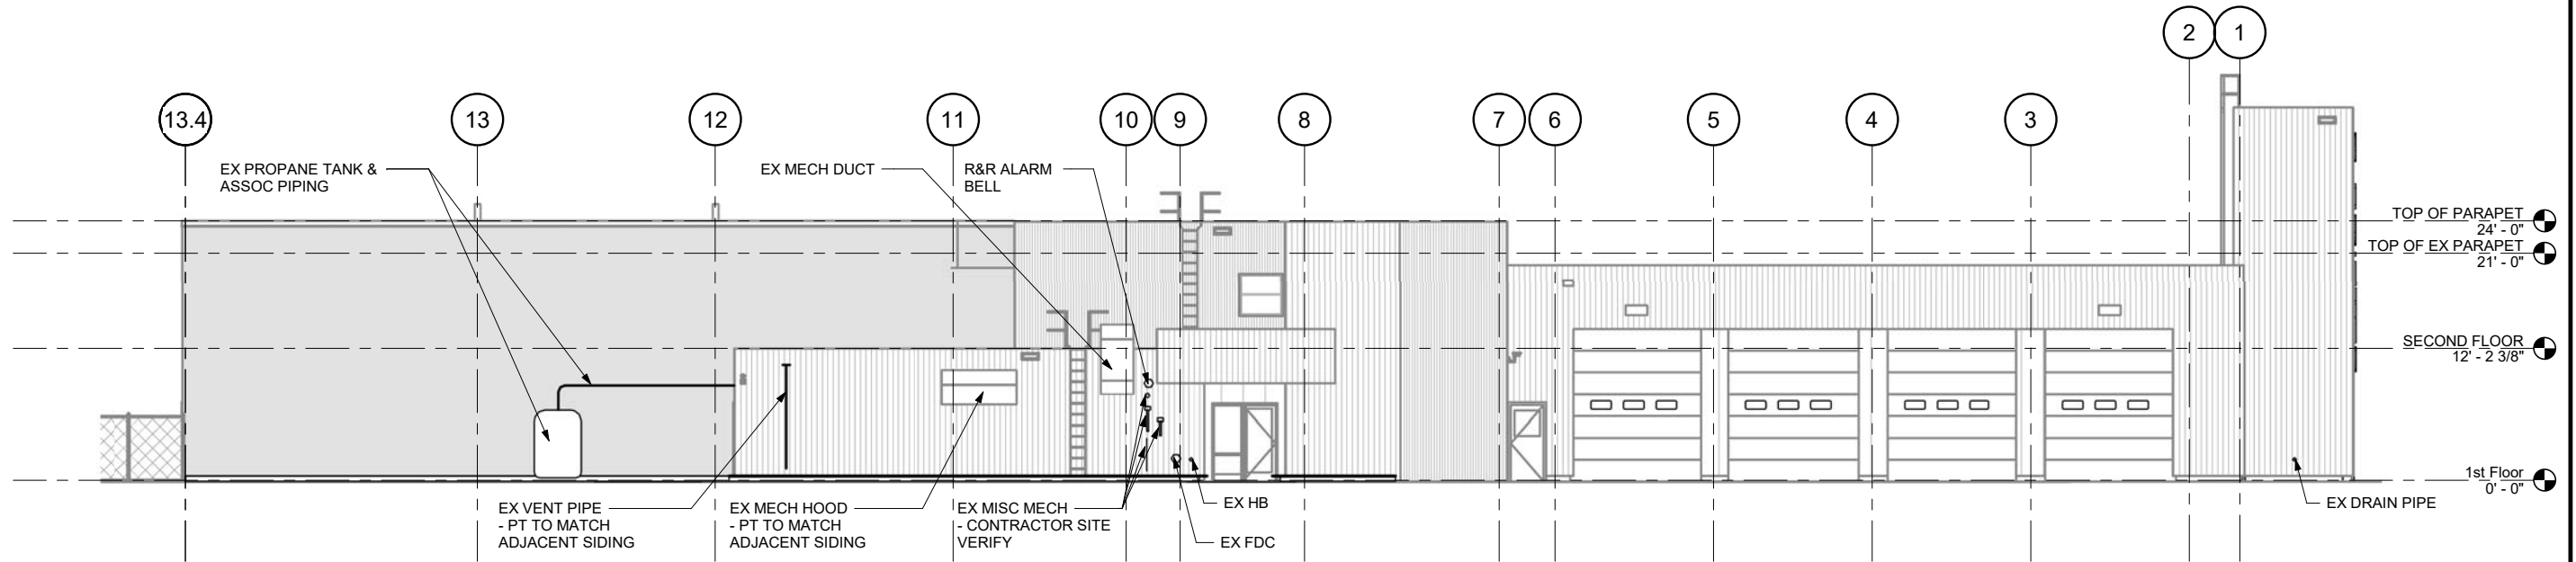 2 1
13.4 13 12 11 10 9 8 7 6 5 4 3
EX PROPANE TANK &
ASSOC PIPING
EX MECH DUCT
R&R ALARM
BELL
TOP OF PARAPET
24' - 0"
TOP OF EX PARAPET
21' - 0"
SECOND FLOOR
12' - 2 3/8"
1st Floor
0' - 0"
EX VENT PIPE
- PT TO MATCH
ADJACENT SIDING
EX MECH HOOD
- PT TO MATCH
ADJACENT SIDING
EX MISC MECH
- CONTRACTOR SITE
VERIFY
EX HB
EX FDC
EX DRAIN PIPE